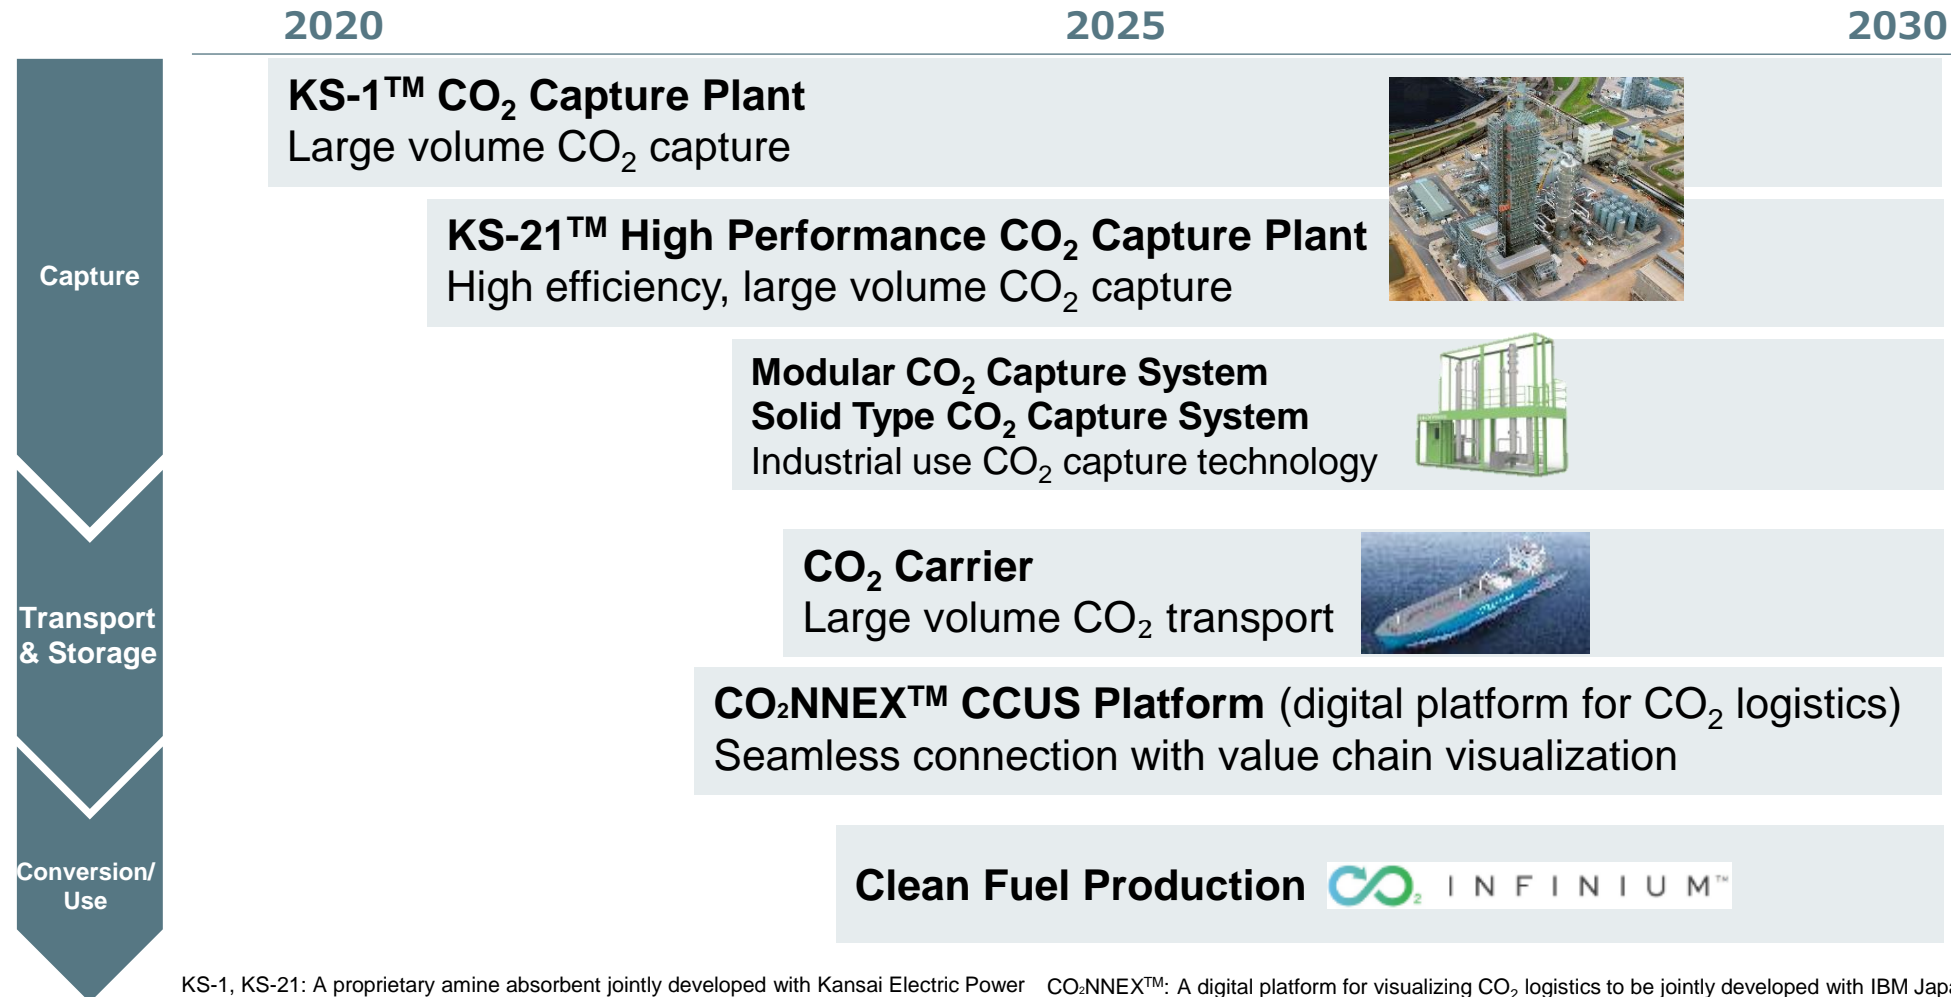 2020 2025 2030
KS-1TM CO2 Capture Plant
Large volume CO2 capture
KS-21TM High Performance CO2 Capture Plant
High efficiency, large volume CO2 capture
Capture
Modular CO2 Capture System
Solid Type CO2 Capture System
Industrial use CO2 capture technology
CO2 Carrier
Large volume CO2 transport
Transport
& Storage
CO2NNEXTM CCUS Platform (digital platform for CO2 logistics)
Seamless connection with value chain visualization
Conversion/
Use
Clean Fuel Production CO2 INFINIUM™
KS-1, KS-21: A proprietary amine absorbent jointly developed with Kansai Electric Power CO2NNEXTM: A digital platform for visualizing CO2 logistics to be jointly developed with IBM